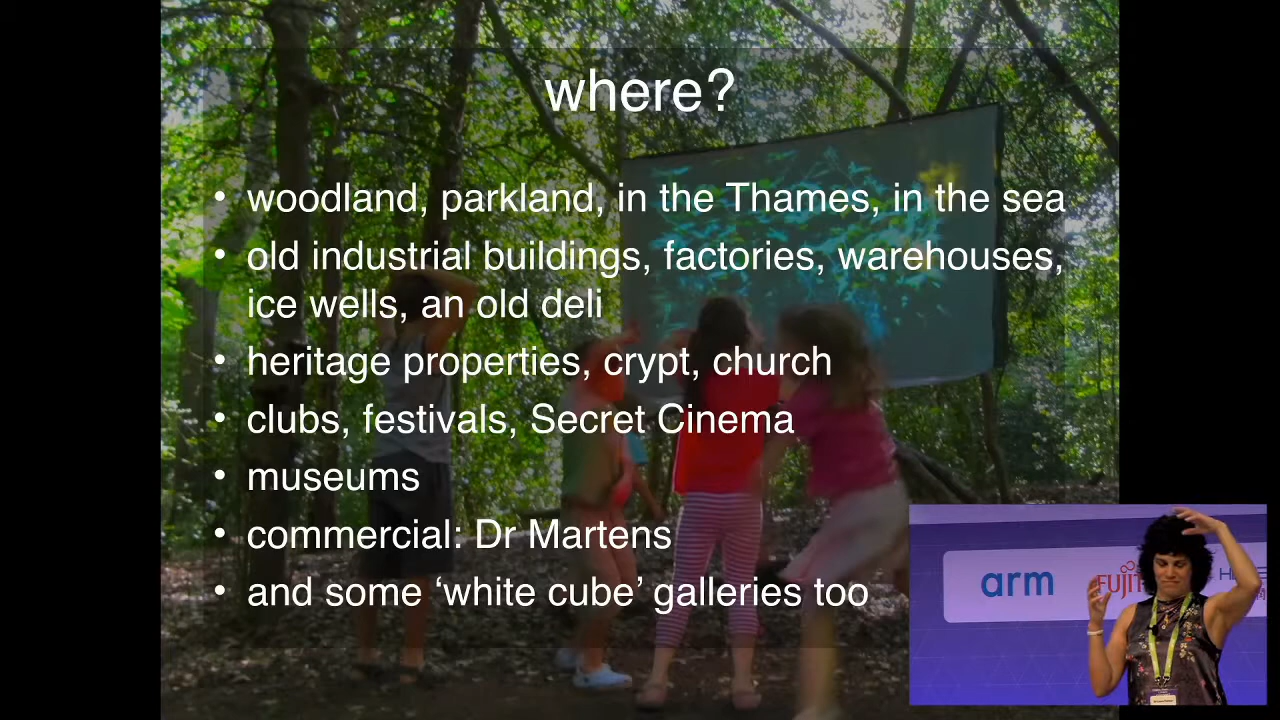 where?
• woodland, parkland, in the Thames, in the sea
• old industrial buildings, factories, warehouses,
ice wells, an old deli
• heritage properties, crypt, church
• clubs, festivals, Secret Cinema
• museums
• commercial: Dr Martens
• and some ‘white cube’ galleries too
arm